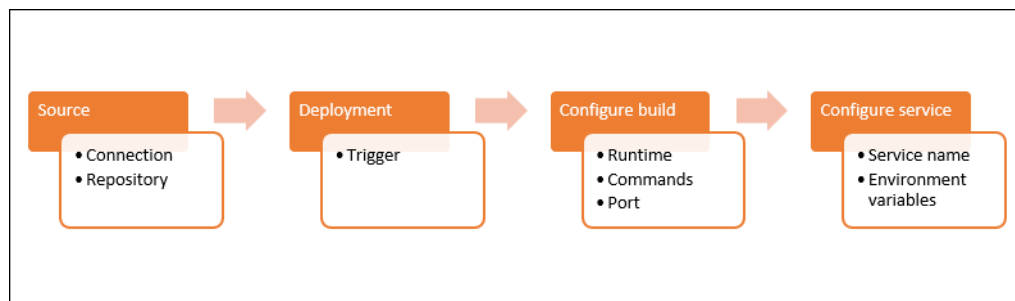 Source
• Connection
• Repository
Deployment
• Trigger
Configure build
• Runtime
• Commands
• Port
Configure service
• Service name
• Environment
variables